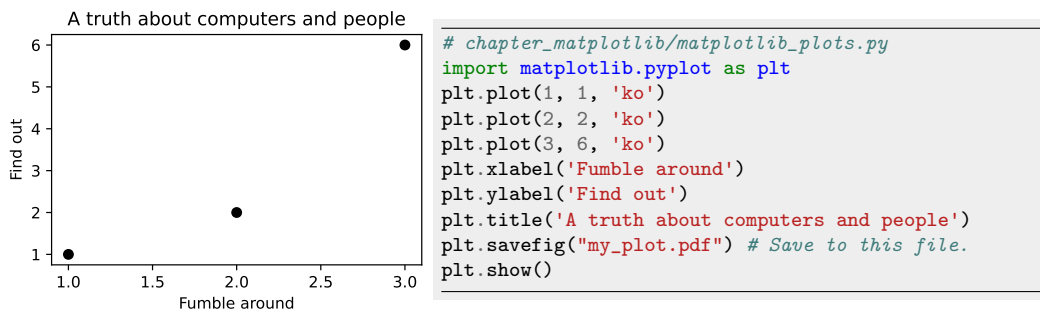 A truth about computers and people
6
5
4
3
2
1
Find out
1.0 1.5 2.0 2.5 3.0
Fumble around
# chapter_matplotlib/matplotlib_plots.py
import matplotlib.pyplot as plt
plt.plot(1, 1, 'ko')
plt.plot(2, 2, 'ko')
plt.plot(3, 6, 'ko')
plt.xlabel('Fumble around')
plt.ylabel('Find out')
plt.title('A truth about computers and people')
plt.savefig("my_plot.pdf") # Save to this file.
plt.show()